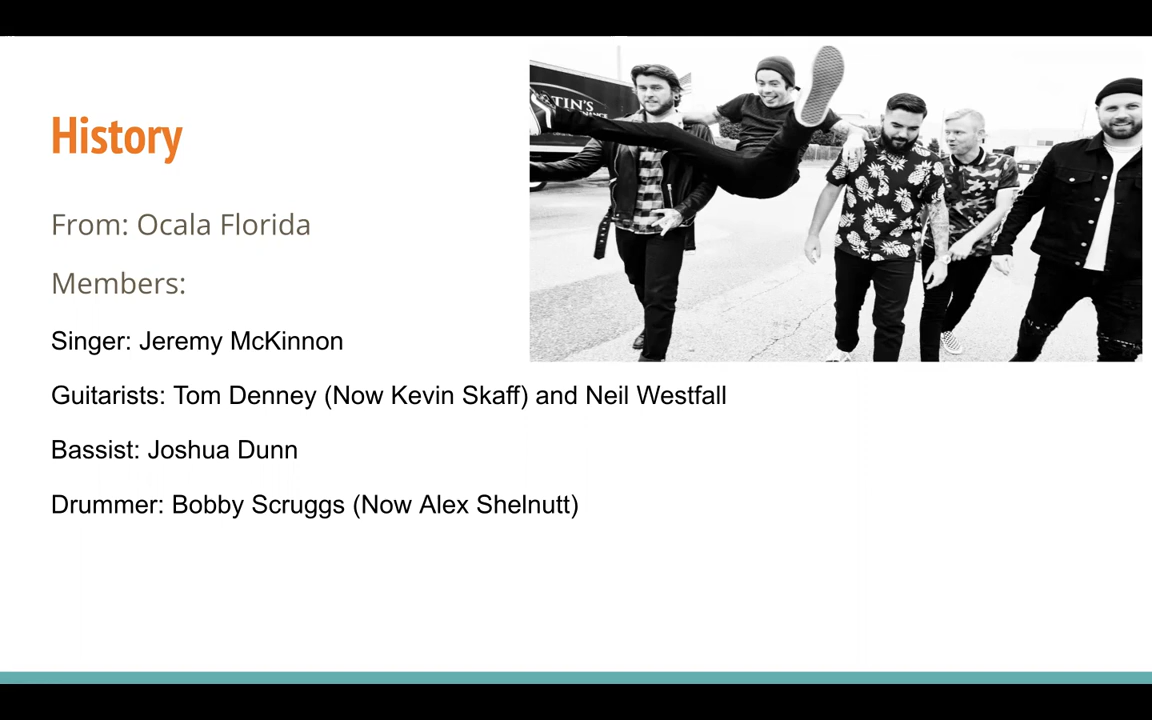 History
From: Ocala Florida
Members:
Singer: Jeremy McKinnon
Guitarists: Tom Denney (Now Kevin Skaff) and Neil Westfall
Bassist: Joshua Dunn
Drummer: Bobby Scruggs (Now Alex Shelnutt)
TIN'S